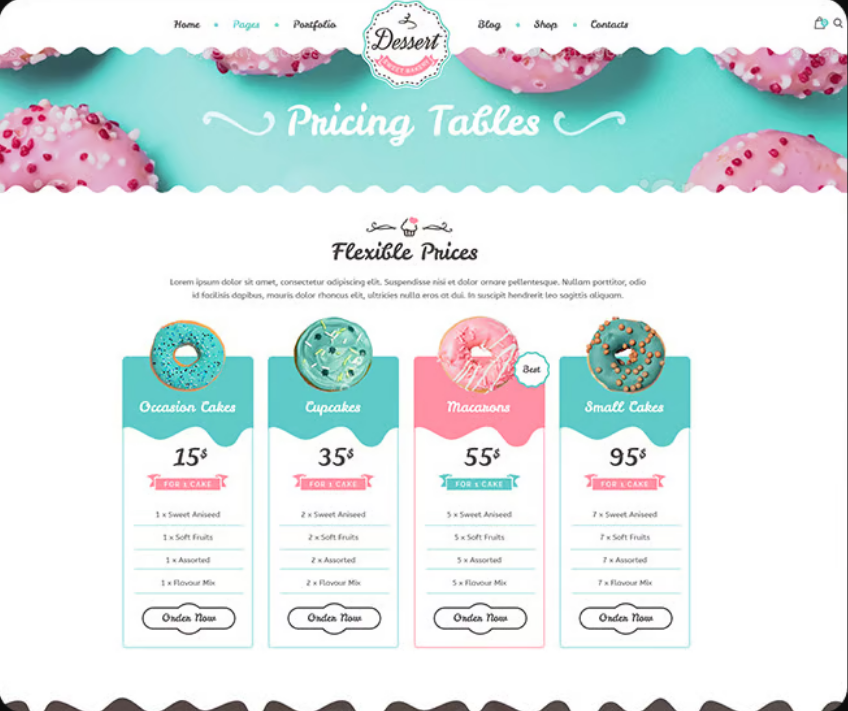 Home Pages Portfolio Blog Shop Contacts
Dessert
SWEET BAKERY
Pricing Tables
Flexible Prices
Lorem ipsum dolor sit amet, consectetur adipiscing elit. Suspendisse nisi et dolor ornare pellentesque. Nullam porttitor, odio
id facilisis dapibus, mauris dolor rhoncus elit, ultricies nulla eros at dui. In suscipit hendrerit leo sagittis aliquam.
Occasion Cakes
15$
FOR 1 CAKE
1 x Sweet Aniseed
1 x Soft Fruits
1 x Assorted
1 x Flavour Mix
Order Now
Cupcakes
35$
FOR 1 CAKE
2 x Sweet Aniseed
2 x Soft Fruits
2 x Assorted
2 x Flavour Mix
Order Now
Best
Macarons
55$
FOR 1 CAKE
5 x Sweet Aniseed
5 x Soft Fruits
5 x Assorted
5 x Flavour Mix
Order Now
Small Cakes
95$
FOR 1 CAKE
7 x Sweet Aniseed
7 x Soft Fruits
7 x Assorted
7 x Flavour Mix
Order Now